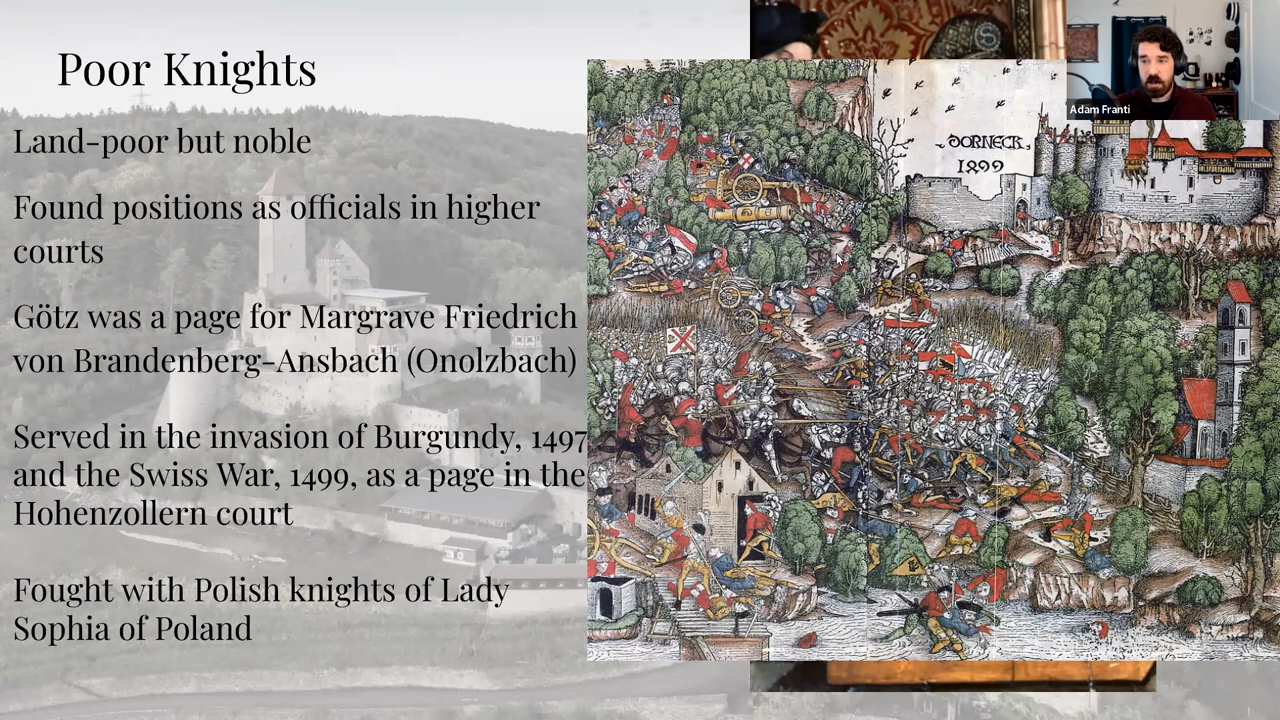 Poor Knights
Land-poor but noble
Found positions as officials in higher
courts
Götz was a page for Margrave Friedrich
von Brandenberg-Ansbach (Onolzbach)
Served in the invasion of Burgundy, 1497
and the Swiss War, 1499, as a page in the
Hohenzollern court
Fought with Polish knights of Lady
Sophia of Poland
DORNECK
1499
Adam Franti